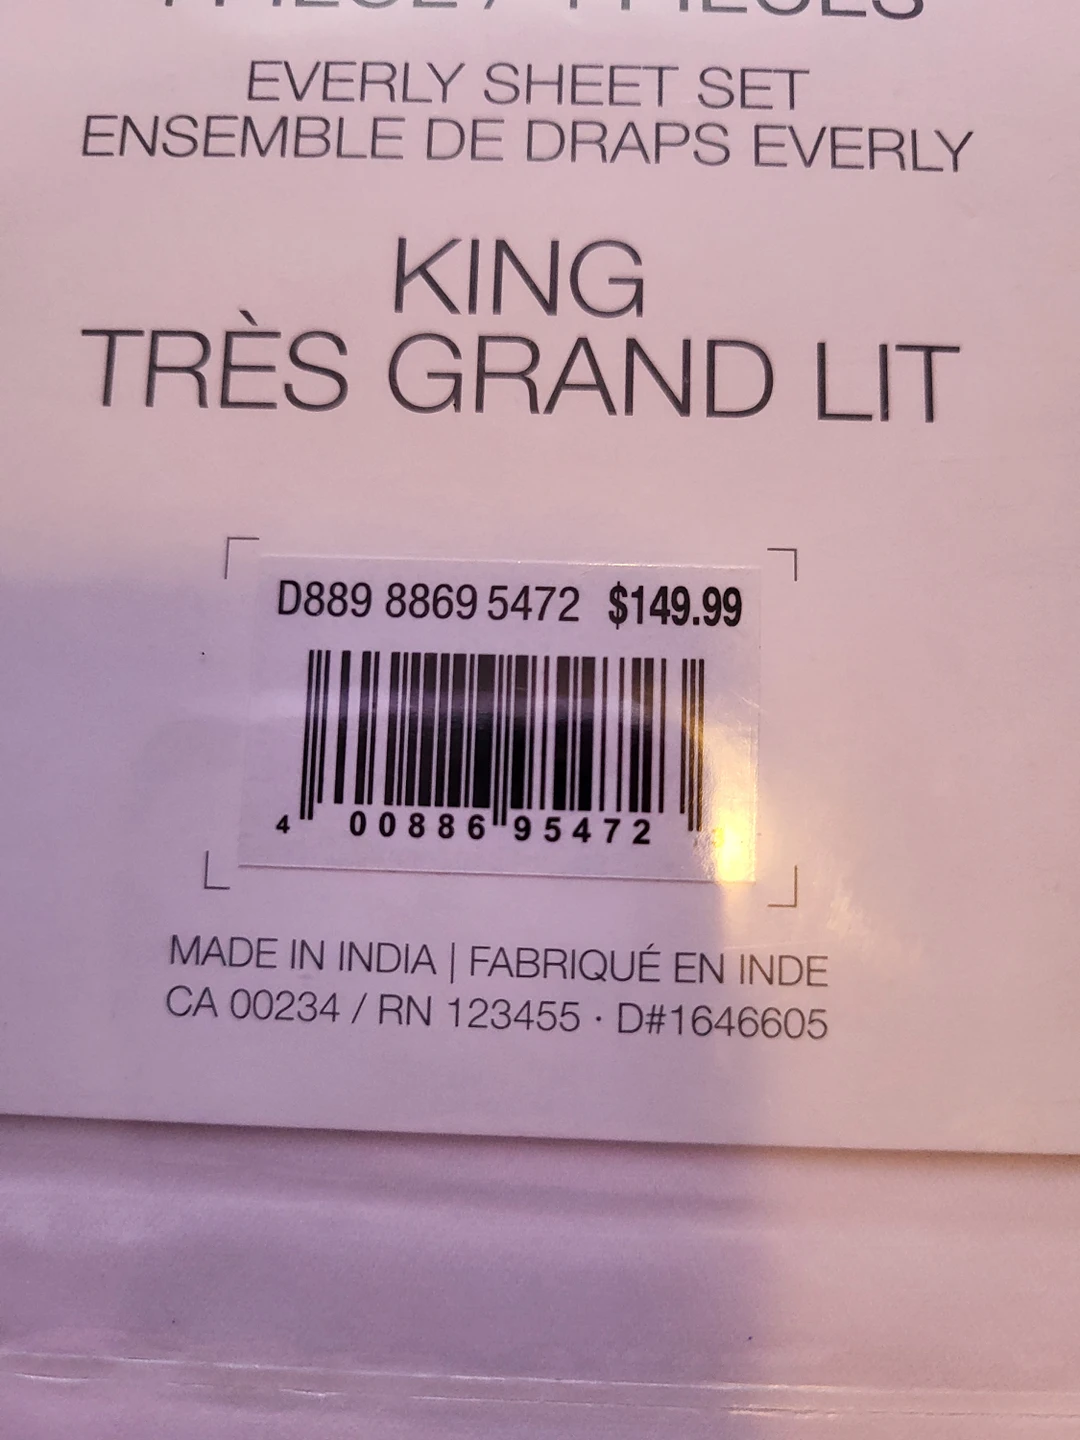 EVERLY SHEET SET
ENSEMBLE DE DRAPS EVERLY
KING
TRÈS GRAND LIT
D889 8869 5472 $149.99
4 00886 95472
MADE IN INDIA | FABRIQUÉ EN INDE
CA 00234 / RN 123455 · D#1646605